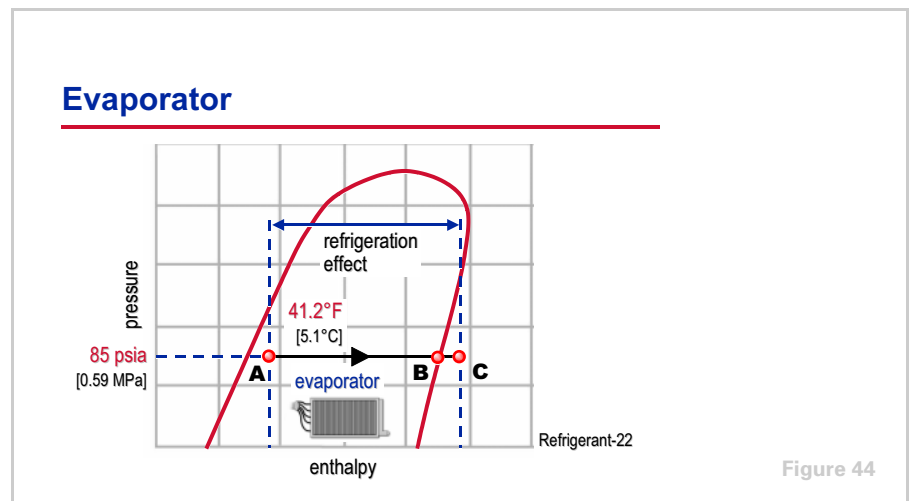 Evaporator
refrigeration
effect
pressure
41.2°F
[5.1°C]
85 psia
[0.59 MPa]
A
B
C
evaporator
Refrigerant-22
enthalpy
Figure 44